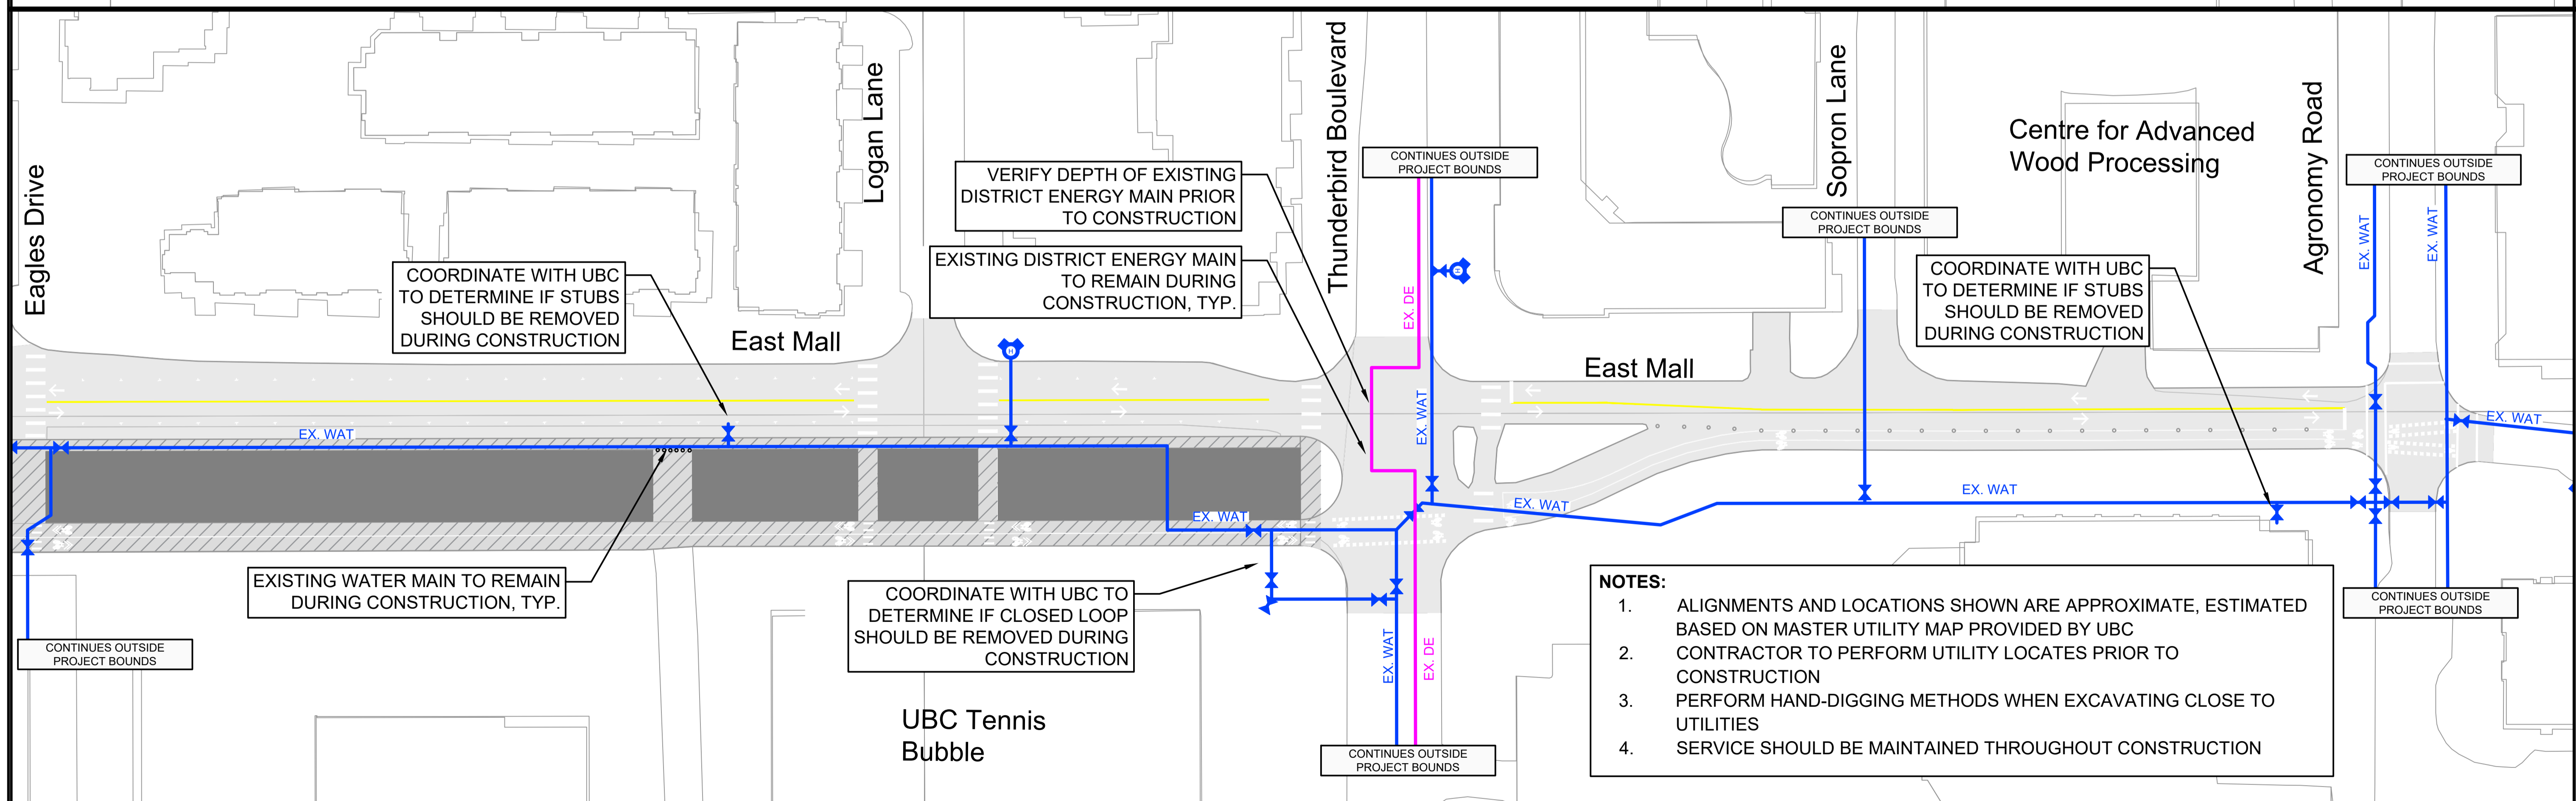 Eagles Drive
Logan Lane
Thunderbird Boulevard
Sopron Lane
Agronomy Road
Centre for Advanced
Wood Processing
CONTINUES OUTSIDE
PROJECT BOUNDS
CONTINUES OUTSIDE
PROJECT BOUNDS
CONTINUES OUTSIDE
PROJECT BOUNDS
VERIFY DEPTH OF EXISTING
DISTRICT ENERGY MAIN PRIOR
TO CONSTRUCTION
EXISTING DISTRICT ENERGY MAIN
TO REMAIN DURING
CONSTRUCTION, TYP.
COORDINATE WITH UBC
TO DETERMINE IF STUBS
SHOULD BE REMOVED
DURING CONSTRUCTION
COORDINATE WITH UBC
TO DETERMINE IF STUBS
SHOULD BE REMOVED
DURING CONSTRUCTION
EX. WAT
EX. WAT
EX. DE
H
H
East Mall
East Mall
EX. WAT
EX. WAT
EX. WAT
EX. WAT
EX. WAT
EX. WAT
EXISTING WATER MAIN TO REMAIN
DURING CONSTRUCTION, TYP.
COORDINATE WITH UBC TO
DETERMINE IF CLOSED LOOP
SHOULD BE REMOVED DURING
CONSTRUCTION
CONTINUES OUTSIDE
PROJECT BOUNDS
EX. WAT
EX. DE
CONTINUES OUTSIDE
PROJECT BOUNDS
CONTINUES OUTSIDE
PROJECT BOUNDS
UBC Tennis
Bubble
NOTES:
1. ALIGNMENTS AND LOCATIONS SHOWN ARE APPROXIMATE, ESTIMATED
BASED ON MASTER UTILITY MAP PROVIDED BY UBC
2. CONTRACTOR TO PERFORM UTILITY LOCATES PRIOR TO
CONSTRUCTION
3. PERFORM HAND-DIGGING METHODS WHEN EXCAVATING CLOSE TO
UTILITIES
4. SERVICE SHOULD BE MAINTAINED THROUGHOUT CONSTRUCTION